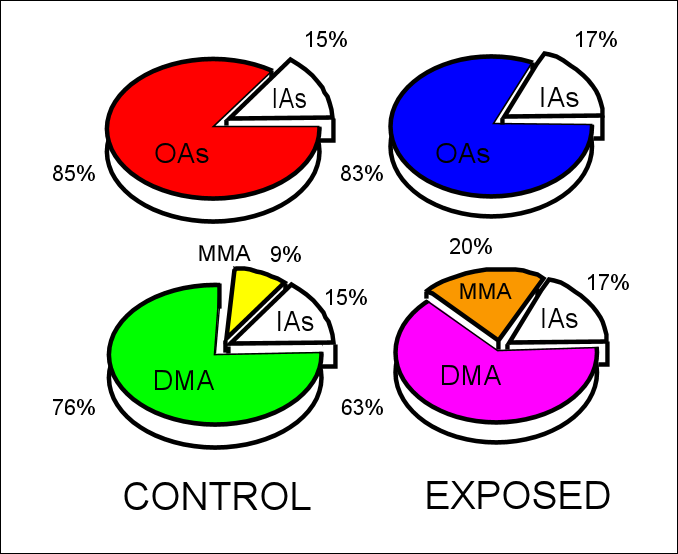 15%
IAs
OAs
85%
17%
IAs
OAs
83%
MMA
9%
15%
IAs
DMA
76%
20%
MMA
17%
IAs
DMA
63%
CONTROL
EXPOSED